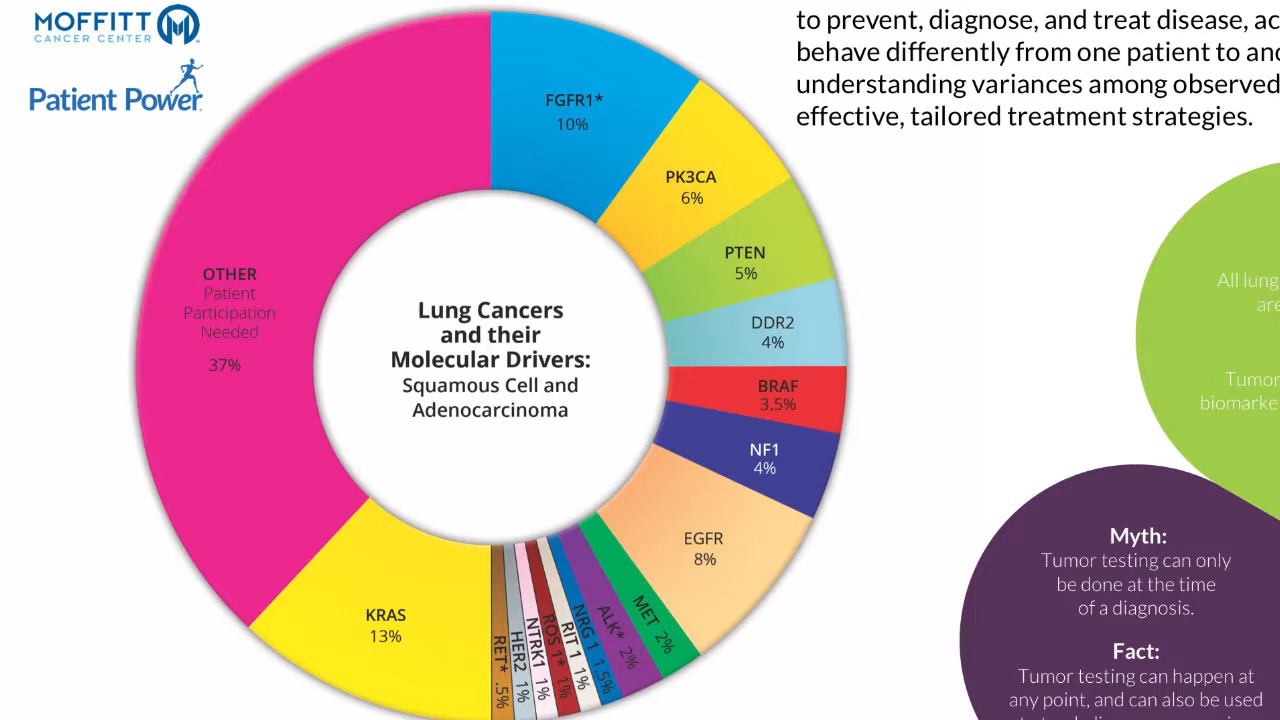 MOFFITT
CANCER CENTER
Patient Power
to prevent, diagnose, and treat disease, ac
behave differently from one patient to and
understanding variances among observed
effective, tailored treatment strategies.
FGFR1*
10%
PK3CA
6%
PTEN
5%
DDR2
4%
BRAF
3.5%
NF1
4%
EGFR
8%
MET 2%
ALK* 2%
NRG 1 1.5%
RIT 1 1%
ROS 1* 1%
NTRK1 1%
HER2 1%
RET* .5%
KRAS
13%
OTHER
Patient
Participation
Needed
37%
Lung Cancers
and their
Molecular Drivers:
Squamous Cell and
Adenocarcinoma
All lung
are
Tumor
biomarke
Myth:
Tumor testing can only
be done at the time
of a diagnosis.
Fact:
Tumor testing can happen at
any point, and can also be used